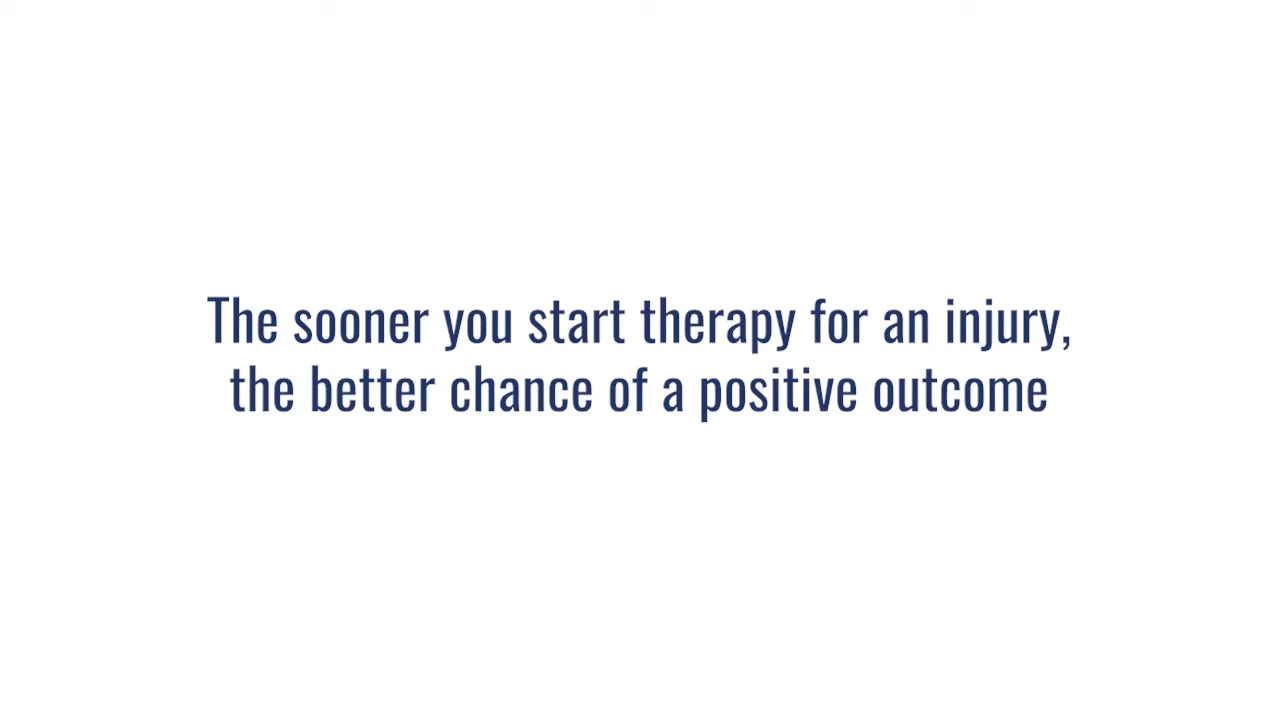 The sooner you start therapy for an injury,
the better chance of a positive outcome